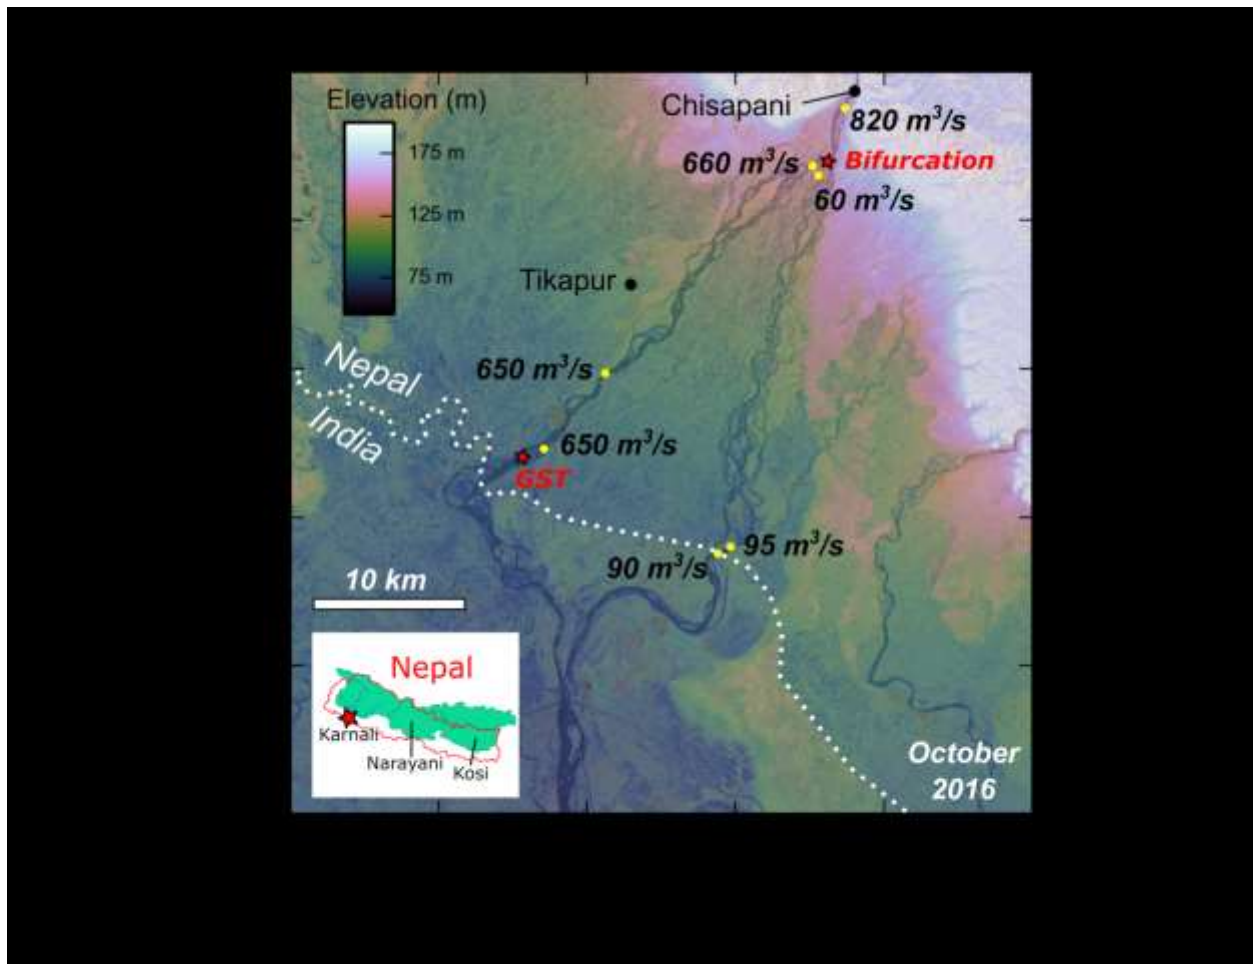 Elevation (m)
175 m
125 m
75 m
Chisapani
820 m³/s
660 m³/s
Bifurcation
60 m³/s
Tikapur
650 m³/s
Nepal
India
650 m³/s
GST
95 m³/s
90 m³/s
10 km
Nepal
Karnali
Narayani
Kosi
October
2016